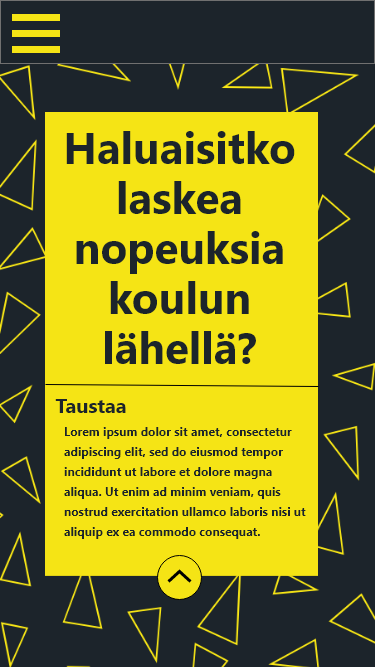 Haluaisitko
laskea
nopeuksia
koulun
lähellä?
Taustaa
Lorem ipsum dolor sit amet, consectetur
adipiscing elit, sed do eiusmod tempor
incididunt ut labore et dolore magna
aliqua. Ut enim ad minim veniam, quis
nostrud exercitation ullamco laboris nisi ut
aliquip ex ea commodo consequat.